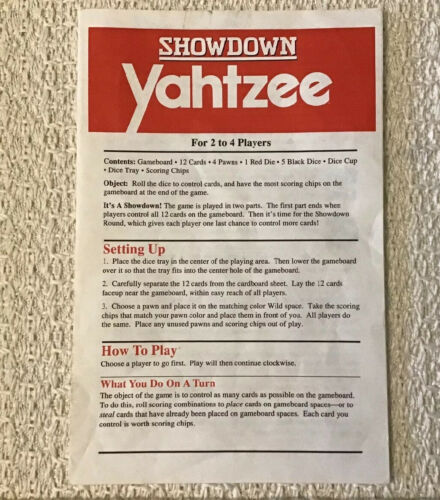 SHOWDOWN
Yahtzee
For 2 to 4 Players
Contents: Gameboard • 12 Cards • 4 Pawns • 1 Red Die • 5 Black Dice • Dice Cup
• Dice Tray • Scoring Chips
Object: Roll the dice to control cards, and have the most scoring chips on the
gameboard at the end of the game.
It's A Showdown! The game is played in two parts. The first part ends when
players control all 12 cards on the gameboard. Then it's time for the Showdown
Round, which gives each player one last chance to control more cards!
Setting Up
1. Place the dice tray in the center of the playing area. Then lower the gameboard
over it so that the tray fits into the center hole of the gameboard.
2. Carefully separate the 12 cards from the cardboard sheet. Lay the 12 cards
faceup near the gameboard, within easy reach of all players.
3. Choose a pawn and place it on the matching color Wild space. Take the scoring
chips that match your pawn color and place them in front of you. All players do
the same. Place any unused pawns and scoring chips out of play.
How To Play
Choose a player to go first. Play will then continue clockwise.
What You Do On A Turn
The object of the game is to control as many cards as possible on the gameboard.
To do this, roll scoring combinations to place cards on gameboard spaces—or to
steal cards that have already been placed on gameboard spaces. Each card you
control is worth scoring chips.